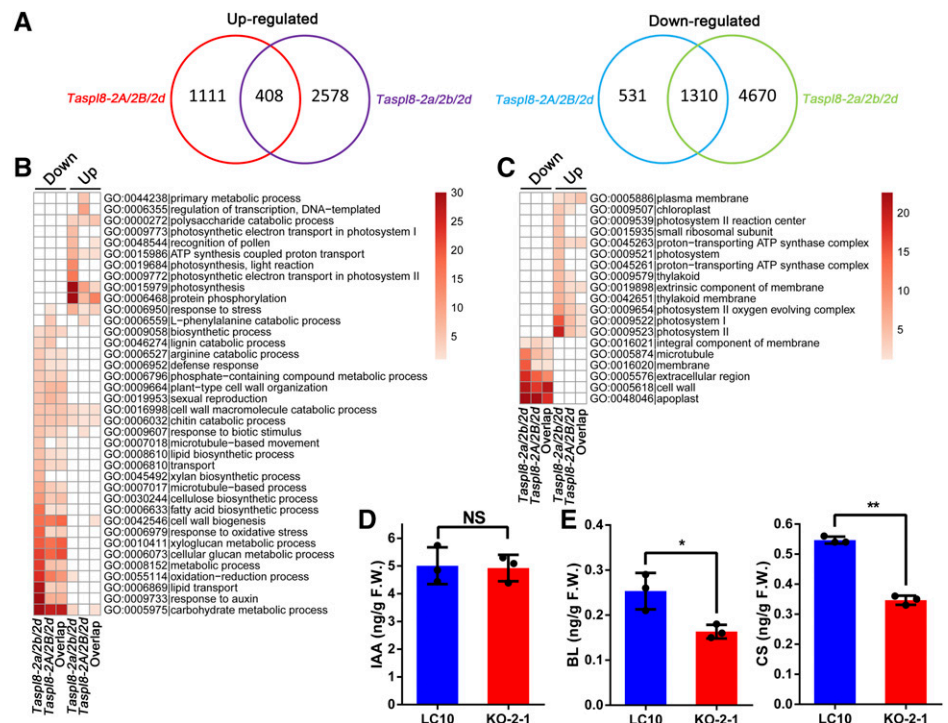 A
Up-regulated
Down-regulated
Taspl8-2A/2B/2d
1111
408
2578
Taspl8-2a/2b/2d
Taspl8-2A/2B/2d
531
1310
4670
Taspl8-2a/2b/2d
B
Down
Up
GO:0044238|primary metabolic process
GO:0006355|regulation of transcription, DNA-templated
GO:0000272|polysaccharide catabolic process
GO:0009773|photosynthetic electron transport in photosystem I
GO:0048544|recognition of pollen
GO:0015986|ATP synthesis coupled proton transport
GO:0019684|photosynthesis, light reaction
GO:0009772|photosynthetic electron transport in photosystem II
GO:0015979|photosynthesis
GO:0006468|protein phosphorylation
GO:0006950|response to stress
GO:0006559|L-phenylalanine catabolic process
GO:0009058|biosynthetic process
GO:0046274|lignin catabolic process
GO:0006527|arginine catabolic process
GO:0006952|defense response
GO:0006796|phosphate-containing compound metabolic process
GO:0009664|plant-type cell wall organization
GO:0019953|sexual reproduction
GO:0016998|cell wall macromolecule catabolic process
GO:0006032|chitin catabolic process
GO:0009607|response to biotic stimulus
GO:0007018|microtubule-based movement
GO:0008610|lipid biosynthetic process
GO:0006810|transport
GO:0045492|xylan biosynthetic process
GO:0007017|microtubule-based process
GO:0030244|cellulose biosynthetic process
GO:0006633|fatty acid biosynthetic process
GO:0042546|cell wall biogenesis
GO:0006979|response to oxidative stress
GO:0010411|xyloglucan metabolic process
GO:0006073|cellular glucan metabolic process
GO:0008152|metabolic process
GO:0055114|oxidation-reduction process
GO:0006869|lipid transport
GO:0009733|response to auxin
GO:0005975|carbohydrate metabolic process
Taspl8-2a/2b/2d
Taspl8-2A/2B/2d
Overlap
Taspl8-2a/2b/2d
Taspl8-2A/2B/2d
Overlap
30
25
20
15
10
5
C
Down
Up
GO:0005886|plasma membrane
GO:0009507|chloroplast
GO:0009539|photosystem II reaction center
GO:0015935|small ribosomal subunit
GO:0045263|proton-transporting ATP synthase complex
GO:0009521|photosystem
GO:0045261|proton-transporting ATP synthase complex
GO:0009579|thylakoid
GO:0019898|extrinsic component of membrane
GO:0042651|thylakoid membrane
GO:0009654|photosystem II oxygen evolving complex
GO:0009522|photosystem I
GO:0009523|photosystem II
GO:0016021|integral component of membrane
GO:0005874|microtubule
GO:0016020|membrane
GO:0005576|extracellular region
GO:0005618|cell wall
GO:0048046|apoplast
Taspl8-2a/2b/2d
Taspl8-2A/2B/2d
Overlap
Taspl8-2a/2b/2d
Taspl8-2A/2B/2d
Overlap
20
15
10
5
D
NS
IAA (ng/g F.W.)
6
5
4
3
2
1
0
LC10
KO-2-1
E
*
BL (ng/g F.W.)
0.4
0.3
0.2
0.1
0.0
LC10
KO-2-1
**
CS (ng/g F.W.)
0.6
0.4
0.3
0.2
0.0
LC10
KO-2-1